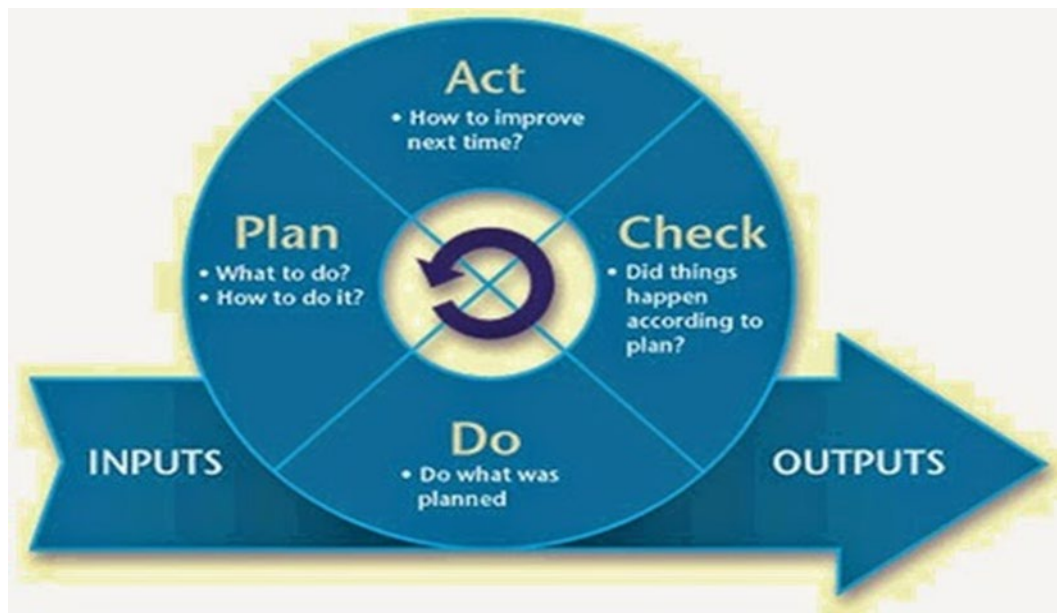 Act
• How to improve
next time?
Plan
• What to do?
• How to do it?
Check
• Did things
happen
according to
plan?
Do
• Do what was
planned
INPUTS
OUTPUTS